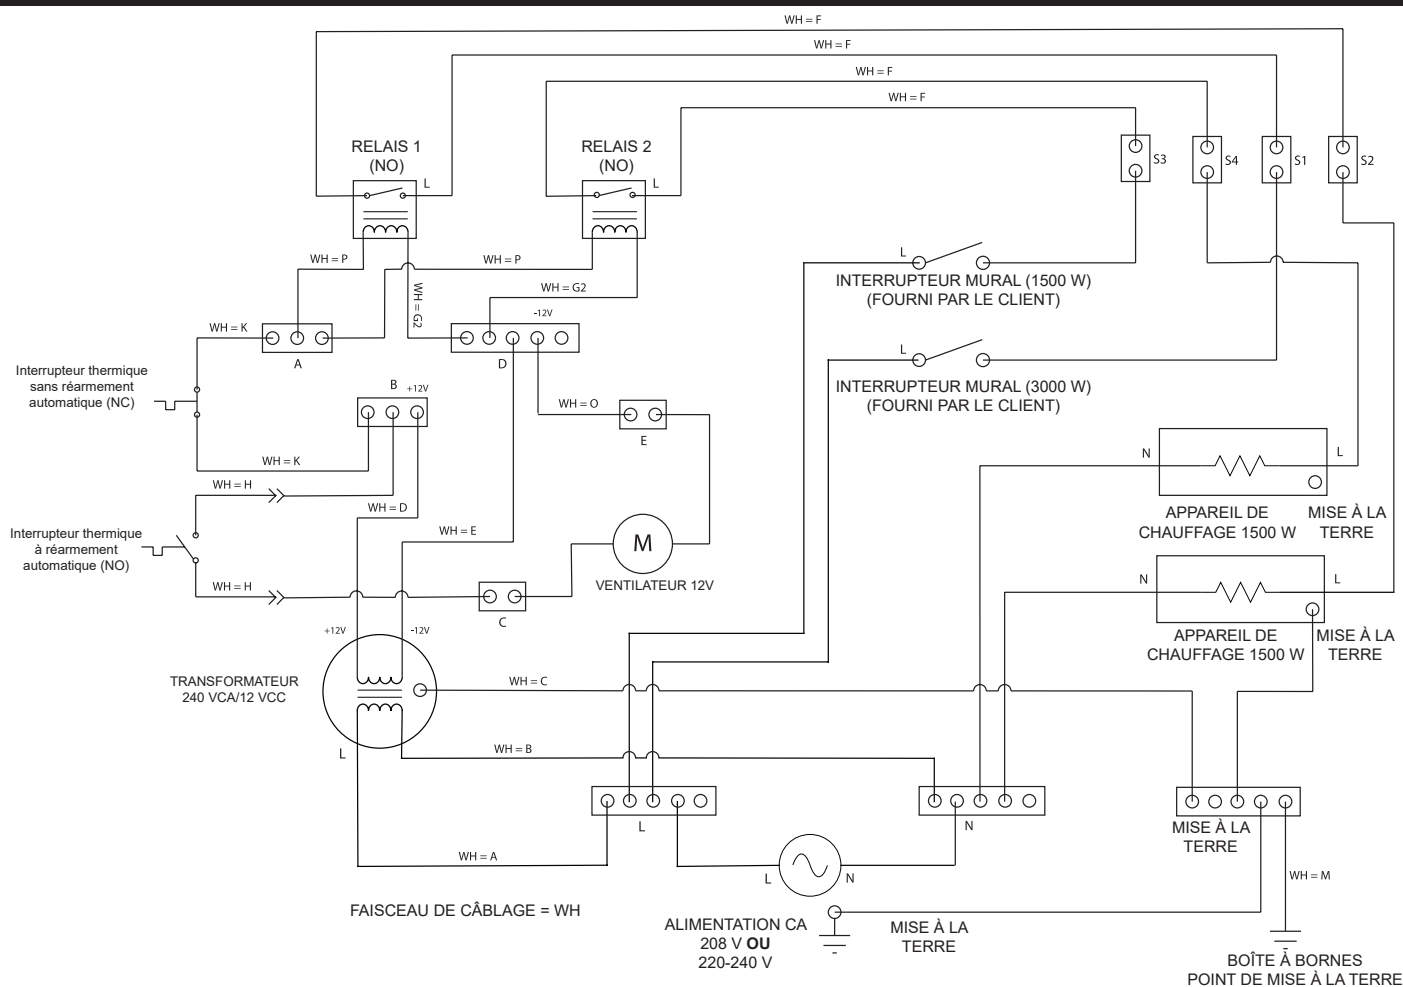 WH = F
WH = F
WH = F
WH = F
RELAIS 1
(NO)
L
RELAIS 2
(NO)
L
S3
S4
S1
S2
WH = P
WH = P
WH = G2
WH = G2
-12V
WH = K
A
D
L
INTERRUPTEUR MURAL (1500 W)
(FOURNI PAR LE CLIENT)
L
INTERRUPTEUR MURAL (3000 W)
(FOURNI PAR LE CLIENT)
Interrupteur thermique
sans réarmement
automatique (NC)
B
+12V
WH = O
E
WH = K
WH = H
WH = D
WH = E
Interrupteur thermique
à réarmement
automatique (NO)
WH = H
M
VENTILATEUR 12V
C
N
L
APPAREIL DE
CHAUFFAGE 1500 W
MISE À LA
TERRE
N
L
APPAREIL DE
CHAUFFAGE 1500 W
MISE À LA
TERRE
+12V
-12V
TRANSFORMATEUR
240 VCA/12 VCC
WH = C
L
WH = B
L
N
MISE À LA
TERRE
WH = A
L
N
WH = M
FAISCEAU DE CÂBLAGE = WH
ALIMENTATION CA
208 V OU
220-240 V
MISE À LA
TERRE
BOÎTE À BORNES
POINT DE MISE À LA TERRE